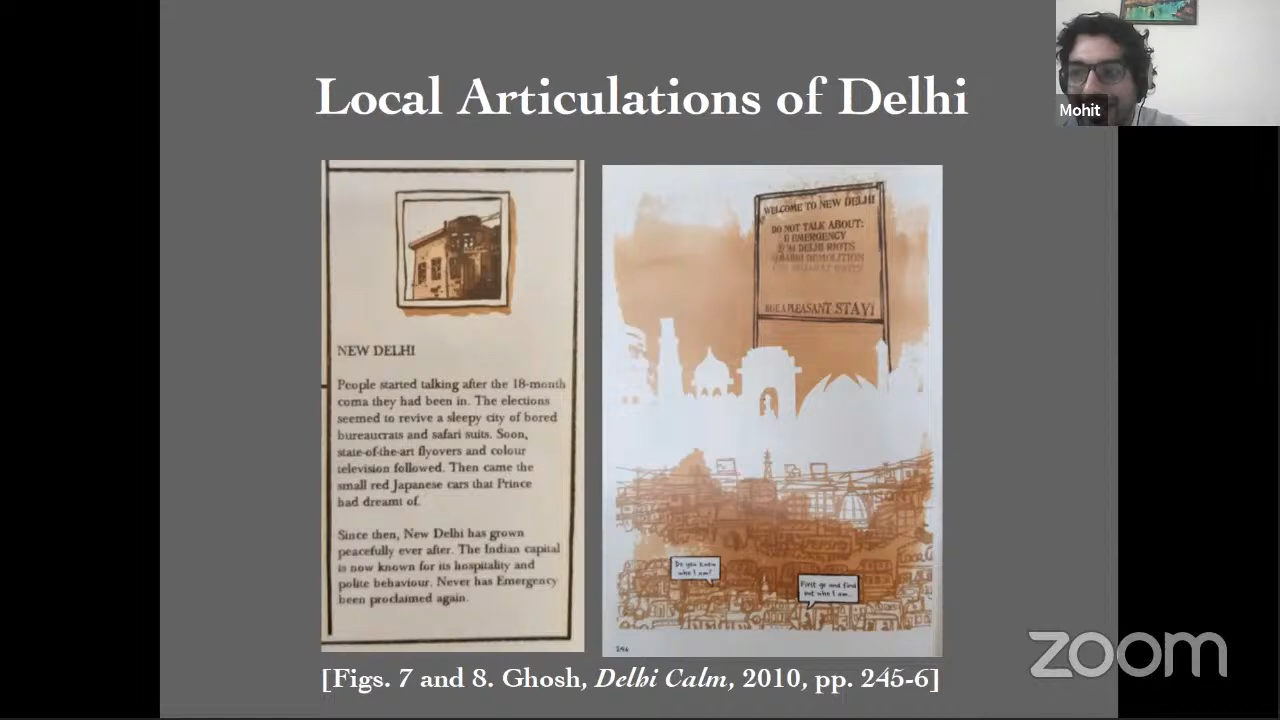 Local Articulations of Delhi
Mohit
NEW DELHI
People started talking after the 18-month
coma they had been in. The elections
seemed to revive a sleepy city of bored
bureaucrats and safari suits. Soon,
state-of-the-art flyovers and colour
television followed. Then came the
small red Japanese cars that Prince
had dreamt of.
Since then, New Delhi has grown
peacefully ever after. The Indian capital
is now known for its hospitality and
polite behaviour. Never has Emergency
been proclaimed again.
WELCOME TO NEW DELHI
DO NOT TALK ABOUT:
EMERGENCY
DELHI RIOTS
DEMOLITION
A PLEASANT STAY!
Do you know
who I am?
First go and find
out who I am...
246
[Figs. 7 and 8. Ghosh, Delhi Calm, 2010, pp. 245-6]
zoom